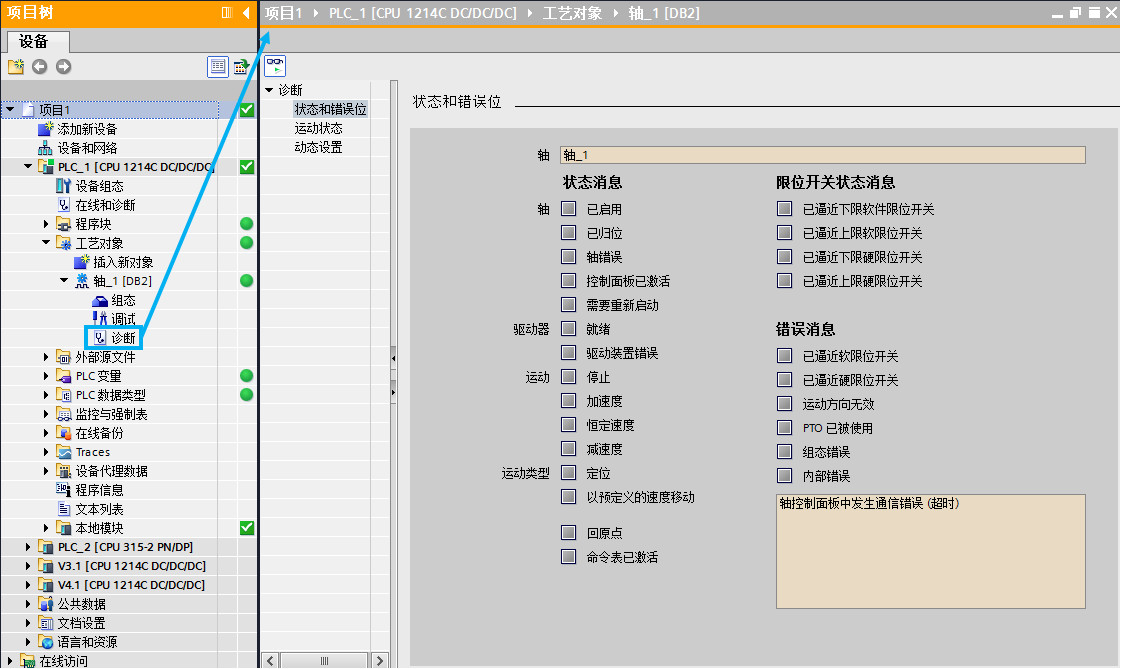 项目树
设备
项目1
添加新设备
设备和网络
PLC_1 [CPU 1214C DC/DC/DC]
设备组态
在线和诊断
程序块
工艺对象
插入新对象
轴_1 [DB2]
组态
调试
诊断
外部源文件
PLC 变量
PLC 数据类型
监控与强制表
在线备份
Traces
设备代理数据
程序信息
文本列表
本地模块
PLC_2 [CPU 315-2 PN/DP]
V3.1 [CPU 1214C DC/DC/DC]
V4.1 [CPU 1214C DC/DC/DC]
公共数据
文档设置
语言和资源
在线访问
项目1 PLC_1 [CPU 1214C DC/DC/DC] 工艺对象 轴_1 [DB2]
诊断
状态和错误位
运动状态
动态设置
状态和错误位
轴 轴_1
状态消息
轴 已启用
已归位
轴错误
控制面板已激活
需要重新启动
驱动器 就绪
驱动装置错误
运动 停止
加速度
恒定速度
减速度
运动类型 定位
以预定义的速度移动
回原点
命令表已激活
限位开关状态消息
已逼近下限软件限位开关
已逼近上限软限位开关
已逼近下限硬限位开关
已逼近上限硬限位开关
错误消息
已逼近软限位开关
已逼近硬限位开关
运动方向无效
PTO 已被使用
组态错误
内部错误
轴控制面板中发生通信错误 (超时)